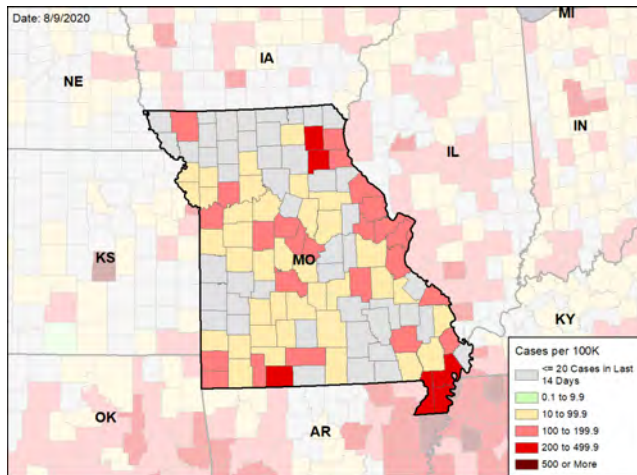 Date: 8/9/2020
MI
IA
NE
IL
IN
KS
MO
KY
OK
AR
Cases per 100K
<= 20 Cases in Last
14 Days
0.1 to 9.9
10 to 99.9
100 to 199.9
200 to 499.9
500 or More